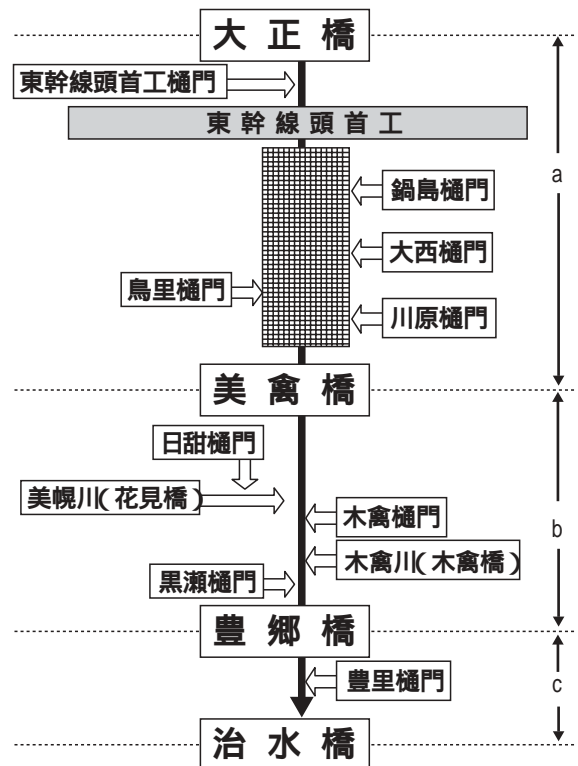 大正橋
東幹線頭首工樋門
東幹線頭首工
a
鍋島樋門
大西樋門
鳥里樋門
川原樋門
美禽橋
日甜樋門
美幌川(花見橋)
木禽樋門
b
木禽川(木禽橋)
黒瀬樋門
豊郷橋
豊里樋門
c
治水橋